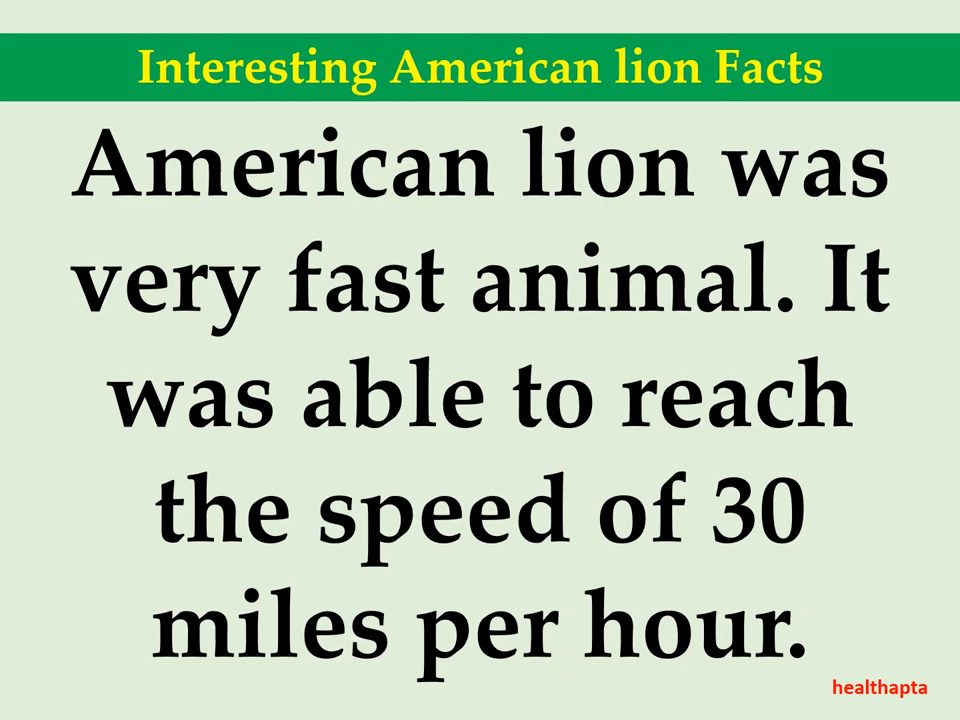 Interesting American lion Facts
American lion was
very fast animal. It
was able to reach
the speed of 30
miles per hour.
healthapta